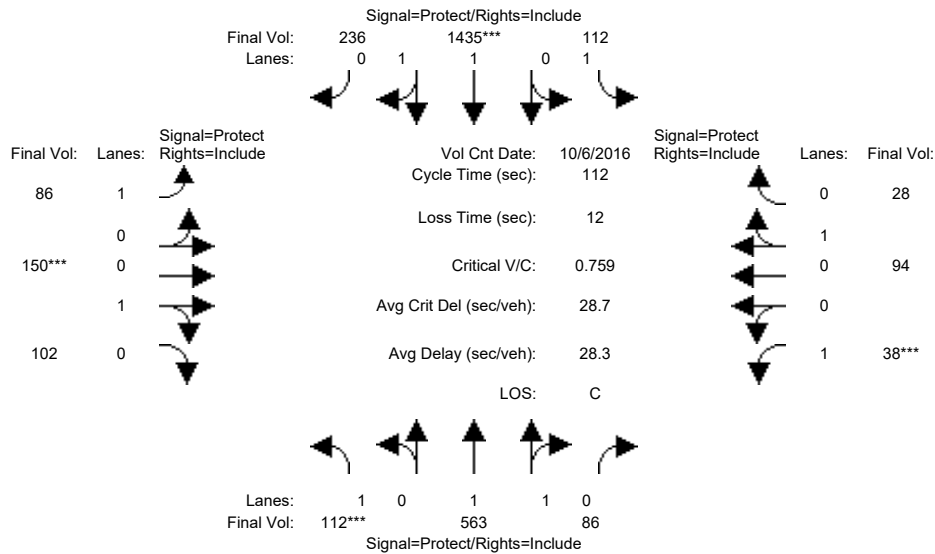 Signal=Protect/Rights=Include
Final Vol: 236 1435*** 112
Lanes: 0 1 1 0 1
Signal=Protect
Final Vol: Lanes: Rights=Include
Vol Cnt Date: 10/6/2016
Signal=Protect
Rights=Include Lanes: Final Vol:
Cycle Time (sec): 112
86 1
0 28
Loss Time (sec): 12
0
1
150*** 0
Critical V/C: 0.759
0 94
1
Avg Crit Del (sec/veh): 28.7
0
102 0
Avg Delay (sec/veh): 28.3
1 38***
LOS: C
Lanes: 1 0 1 1 0
Final Vol: 112*** 563 86
Signal=Protect/Rights=Include